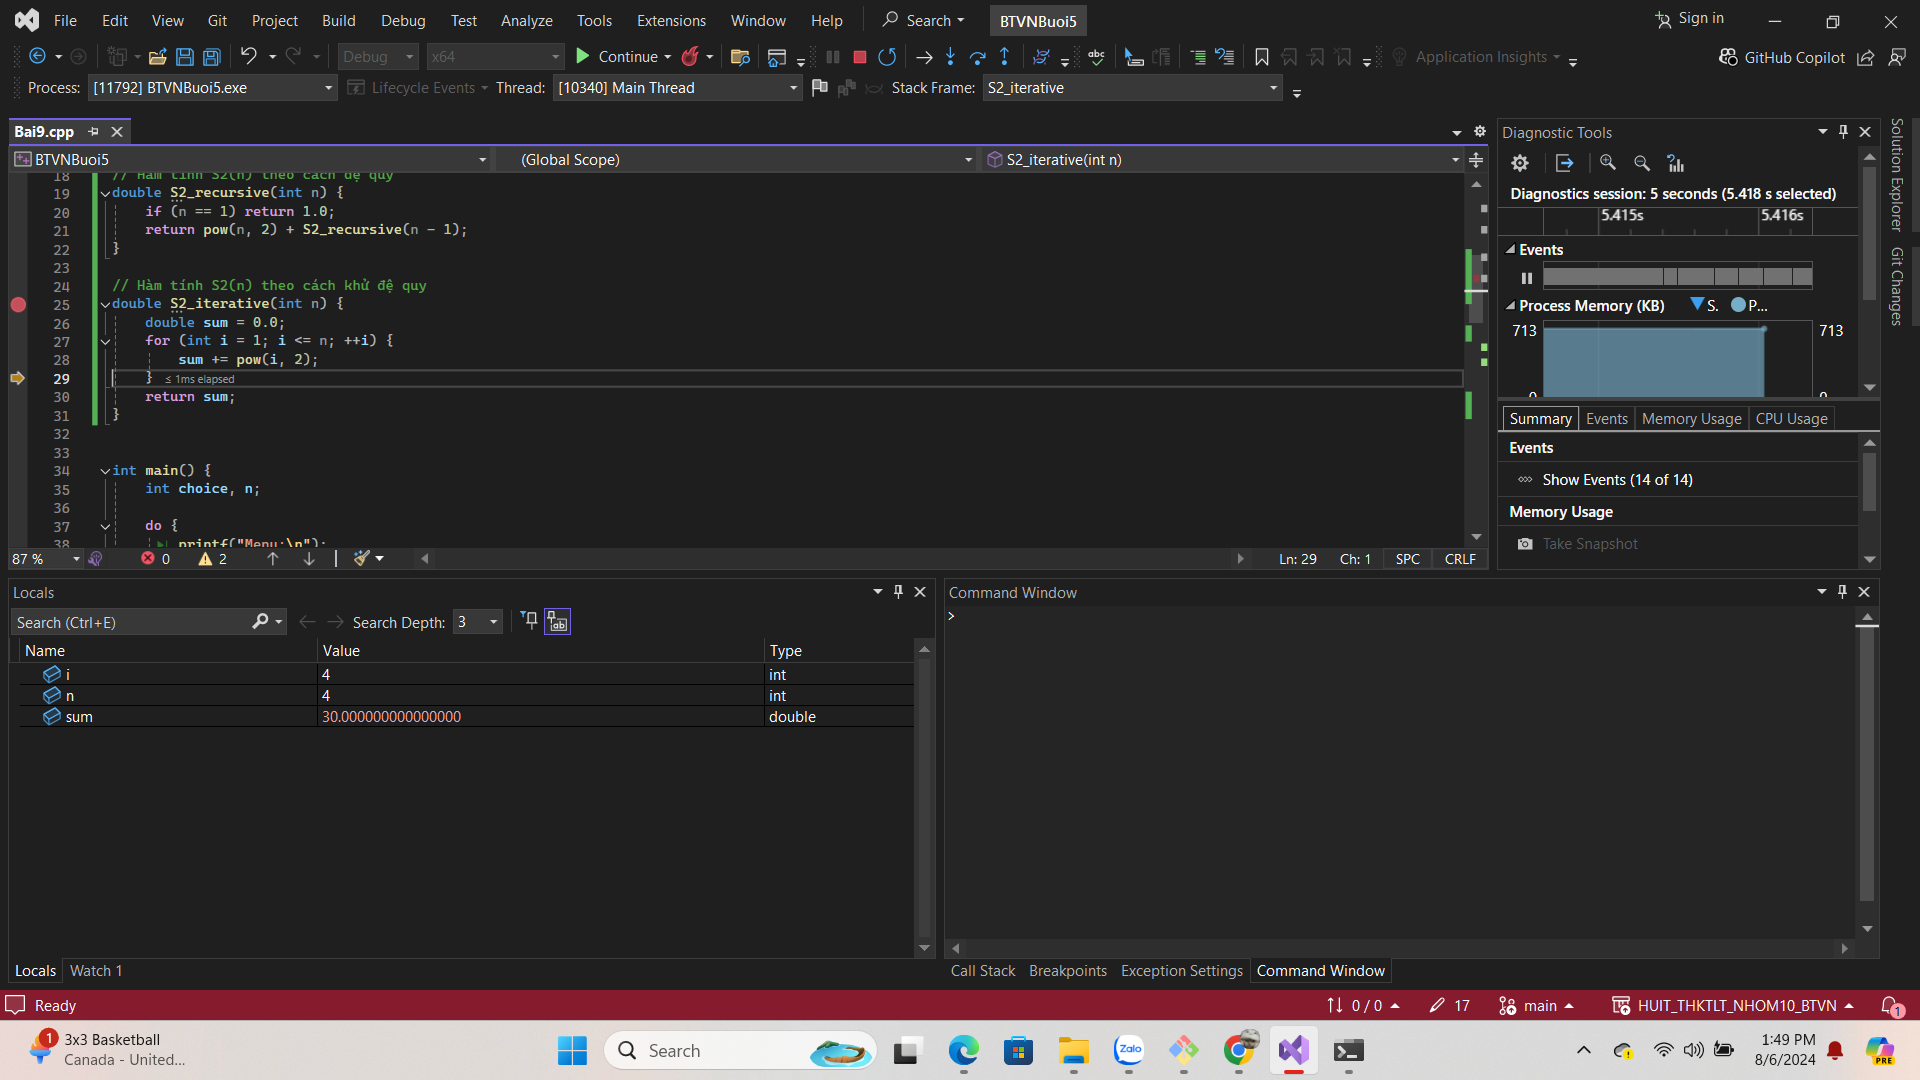 File Edit View Git Project Build Debug Test Analyze Tools Extensions Window Help Search BTVNBuoi5 Sign in
Debug x64 Continue Application Insights GitHub Copilot
Process: [11792] BTVNBuoi5.exe Lifecycle Events Thread: [10340] Main Thread Stack Frame: S2_iterative
Bai9.cpp
BTVNBuoi5 (Global Scope) S2_iterative(int n)
18 // Hàm tính S2(n) theo cách đệ quy
19 double S2_recursive(int n) {
20 if (n == 1) return 1.0;
21 return pow(n, 2) + S2_recursive(n - 1);
22 }
23
24 // Hàm tính S2(n) theo cách khử đệ quy
25 double S2_iterative(int n) {
26 double sum = 0.0;
27 for (int i = 1; i <= n; ++i) {
28 sum += pow(i, 2);
29 } ≤ 1ms elapsed
30 return sum;
31 }
32
33
34 int main() {
35 int choice, n;
36
37 do {
38 printf("Menu:\n");
87 % 0 2 Ln: 29 Ch: 1 SPC CRLF
Diagnostic Tools
Diagnostics session: 5 seconds (5.418 s selected)
5.415s 5.416s
Events
Process Memory (KB) S. P...
713 713
0 0
Summary Events Memory Usage CPU Usage
Events
Show Events (14 of 14)
Memory Usage
Take Snapshot
Solution Explorer
Git Changes
Locals
Search (Ctrl+E) Search Depth: 3
Name Value Type
i 4 int
n 4 int
sum 30.000000000000000 double
Locals Watch 1
Command Window
>
Call Stack Breakpoints Exception Settings Command Window
Ready 0 / 0 17 main HUIT_THKTLT_NHOM10_BTVN 1
1 3x3 Basketball
Canada - United...
Search
Zalo
1:49 PM
8/6/2024
PRE